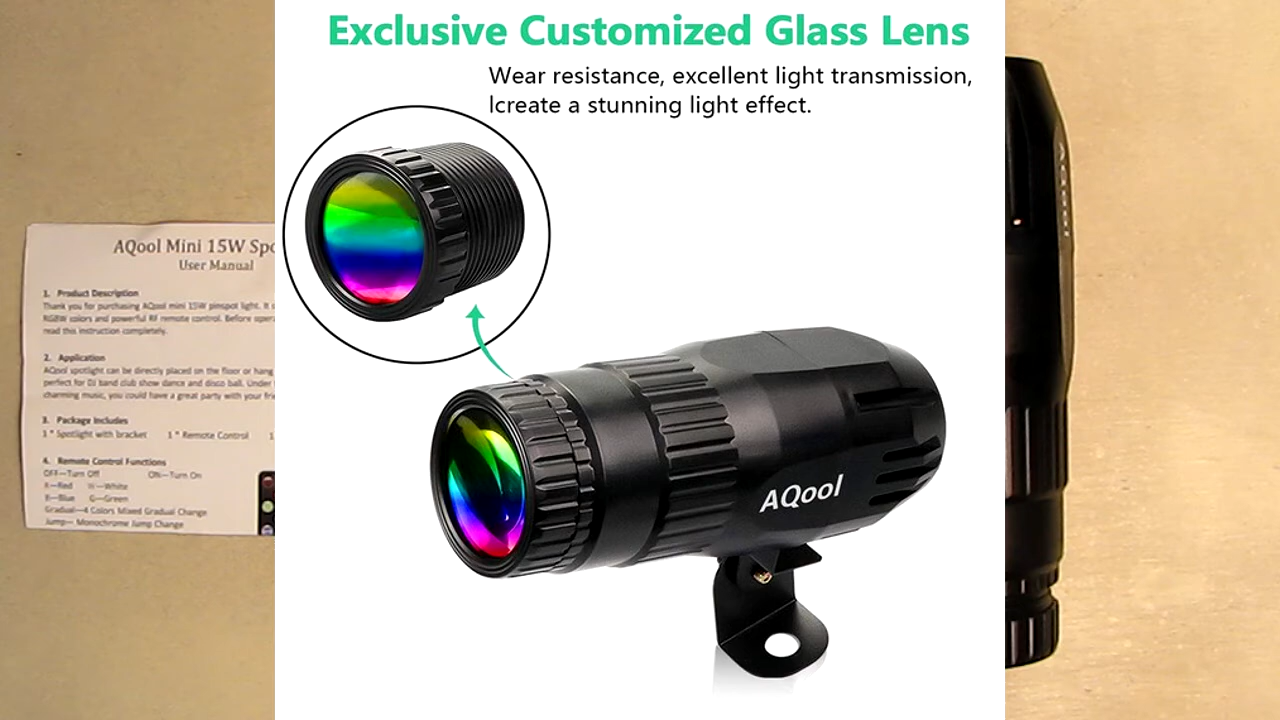 Exclusive Customized Glass Lens
Wear resistance, excellent light transmission,
lcreate a stunning light effect.
AQool
AQool
AQool Mini 15W Spo
User Manual
1. Product Description
Thank you for purchasing AQool mini 15W pinspot light. It
RGBW colors and powerful RF remote control. Before opera
read this instruction completely.
2. Application
AQool spotlight can be directly placed on the floor or hang
perfect for DJ band club show dance and disco ball. Under
charming music, you could have a great party with your frie
3. Package Includes
1 * Spotlight with bracket 1 * Remote Control 1
4. Remote Control Functions
OFF—Turn Off ON—Turn On
R—Red W—White
B—Blue G—Green
Gradual—4 Colors Mixed Gradual Change
Jump— Monochrome Jump Change